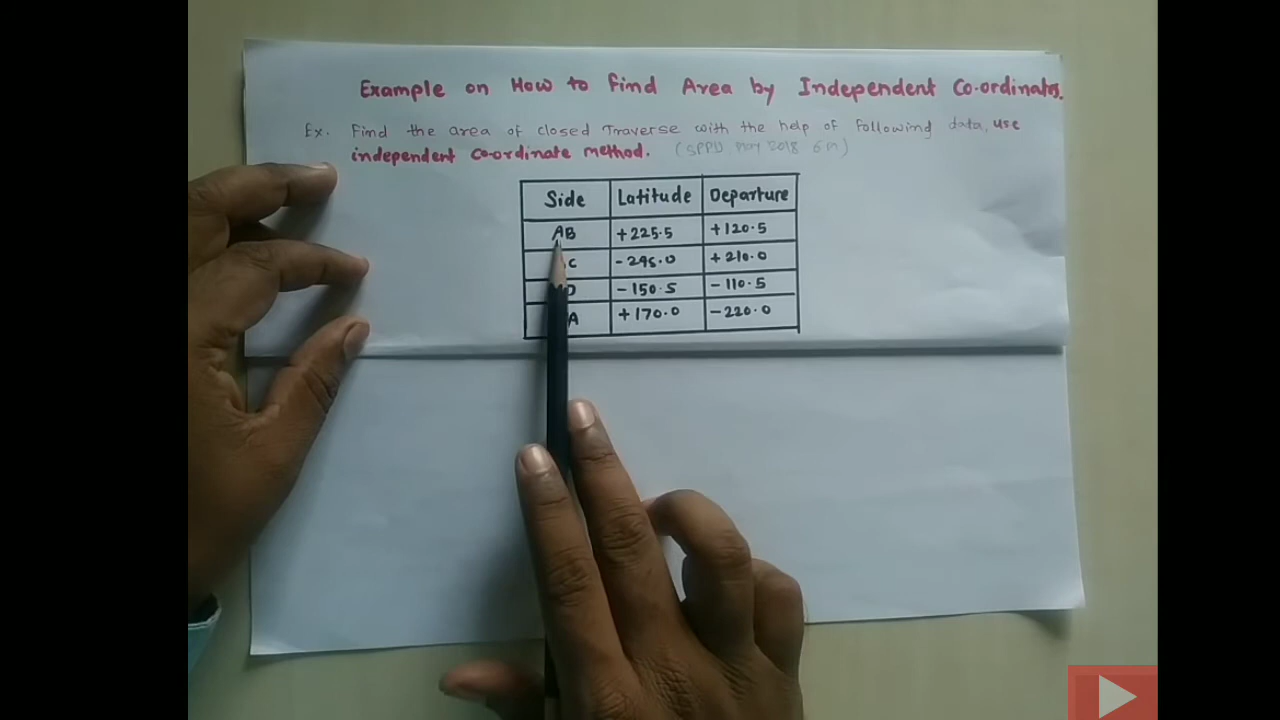 Example on How to Find Area by Independent Co-ordinates.
Ex. Find the area of closed Traverse with the help of following data, use
independent co-ordinate method. (SPPU May 2018 6M)
Side Latitude Departure
AB +225.5 +120.5
C -245.0 +210.0
D -150.5 -110.5
A +170.0 -220.0